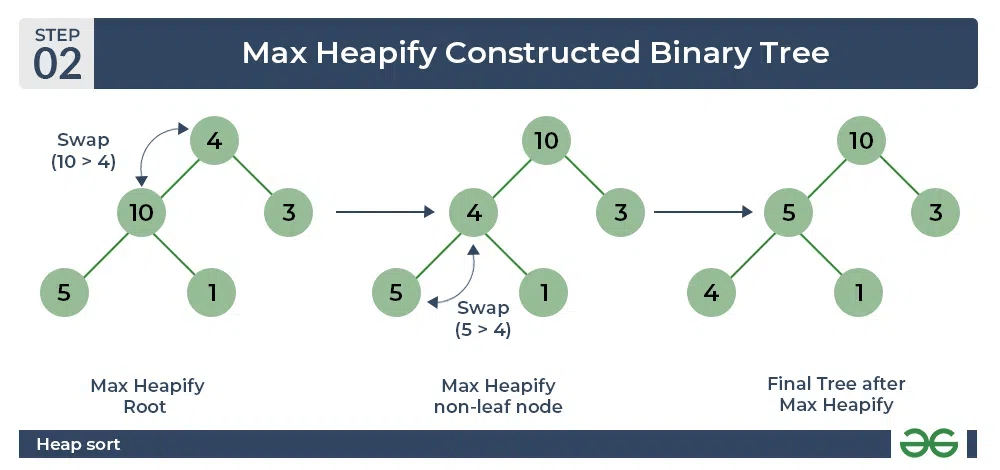 STEP
02
Max Heapify Constructed Binary Tree
Swap
(10 > 4)
4
10
3
5
1
10
4
3
5
1
Swap
(5 > 4)
10
5
3
4
1
Max Heapify
Root
Max Heapify
non-leaf node
Final Tree after
Max Heapify
Heap sort